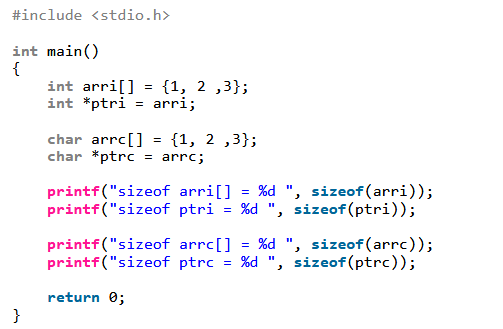 #include <stdio.h>
int main()
{
    int arri[] = {1, 2 ,3};
    int *ptri = arri;
    char arrc[] = {1, 2 ,3};
    char *ptrc = arrc;
    printf("sizeof arri[] = %d ", sizeof(arri));
    printf("sizeof ptri = %d ", sizeof(ptri));
    printf("sizeof arrc[] = %d ", sizeof(arrc));
    printf("sizeof ptrc = %d ", sizeof(ptrc));
    return 0;
}